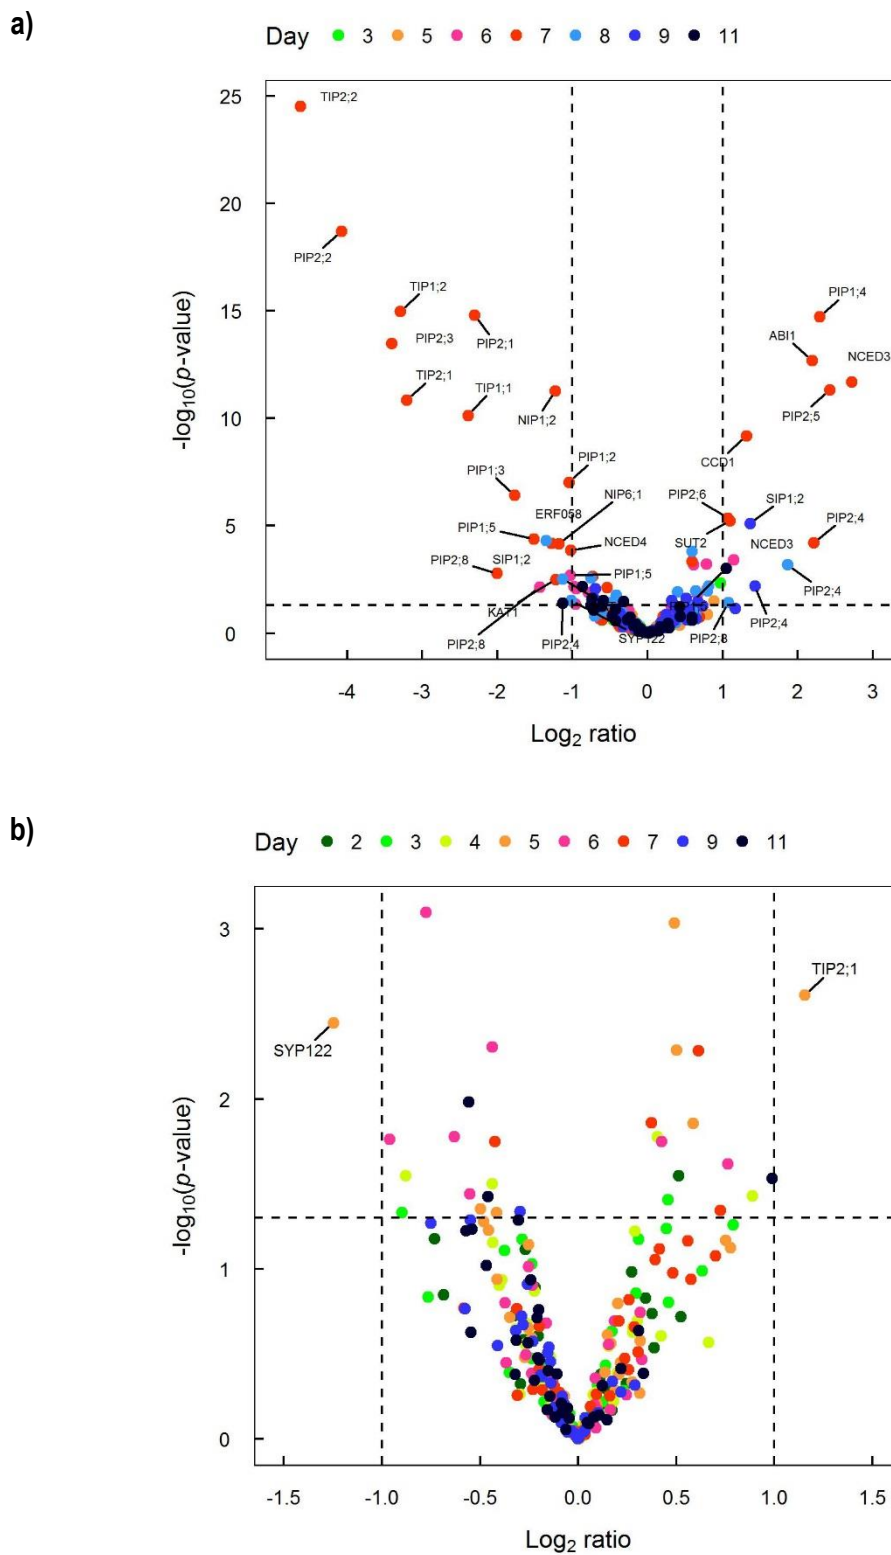 a)
Day 3 5 6 7 8 9 11
25
20
15
10
5
0
-log10(p-value)
TIP2;2
PIP2;2
TIP1;2
PIP2;3
PIP2;1
TIP2;1
TIP1;1
NIP1;2
PIP1;4
ABI1
NCED3
PIP2;5
CCD1
PIP1;3
PIP1;2
NIP6;1
ERF058
PIP1;5
NCED4
PIP2;8
SIP1;2
PIP1;5
KAT1
PIP2;8
PIP2;4
SYP122
PIP2;6
SIP1;2
SUT2
NCED3
PIP2;4
PIP2;4
PIP2;4
PIP2;8
-4 -3 -2 -1 0 1 2 3
Log2 ratio
b)
Day 2 3 4 5 6 7 9 11
3
2
1
0
-log10(p-value)
TIP2;1
SYP122
-1.5 -1.0 -0.5 0.0 0.5 1.0 1.5
Log2 ratio